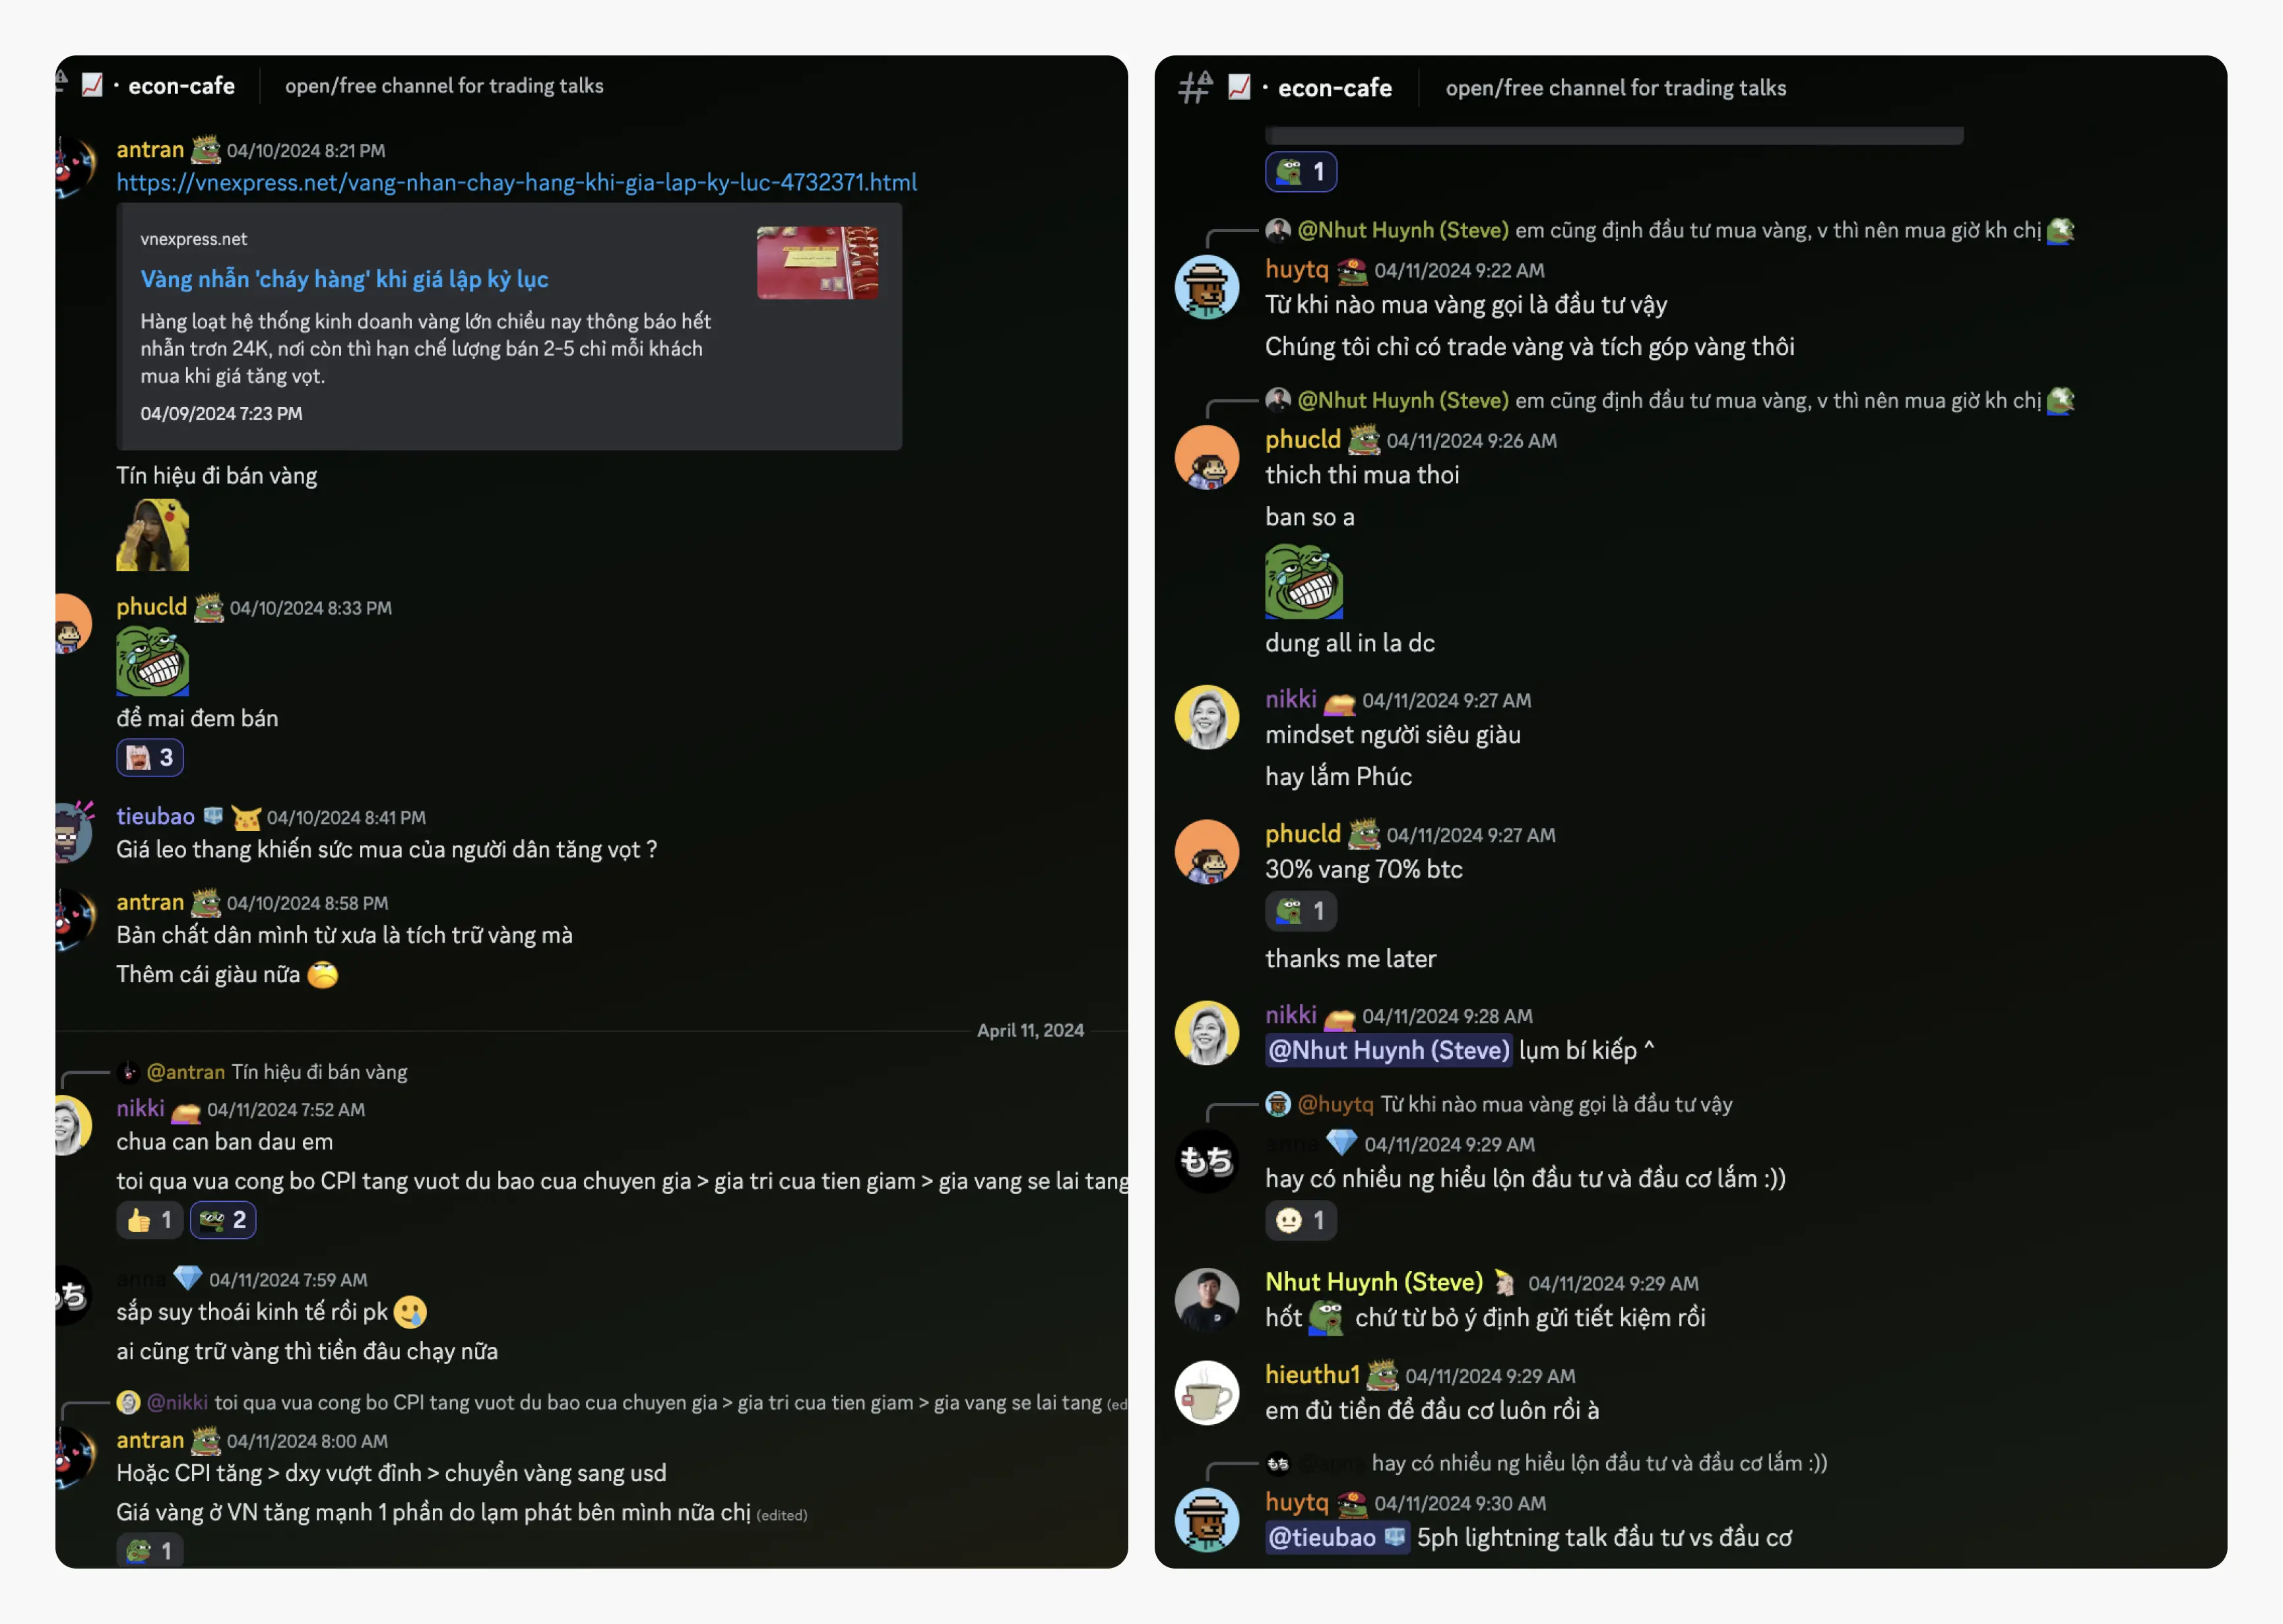 econ-cafe open/free channel for trading talks
antran 04/10/2024 8:21 PM
https://vnexpress.net/vang-nhan-chay-hang-khi-gia-lap-ky-luc-4732371.html
vnexpress.net
Vàng nhẫn 'cháy hàng' khi giá lập kỷ lục
Hàng loạt hệ thống kinh doanh vàng lớn chiều nay thông báo hết
nhẫn trơn 24K, nơi còn thì hạn chế lượng bán 2-5 chỉ mỗi khách
mua khi giá tăng vọt.
04/09/2024 7:23 PM
Tín hiệu đi bán vàng
phucld 04/10/2024 8:33 PM
để mai đem bán
3
tieubao 04/10/2024 8:41 PM
Giá leo thang khiến sức mua của người dân tăng vọt ?
antran 04/10/2024 8:58 PM
Bản chất dân mình từ xưa là tích trữ vàng mà
Thêm cái giàu nữa
April 11, 2024
@antran Tín hiệu đi bán vàng
nikki 04/11/2024 7:52 AM
chua can ban dau em
toi qua vua cong bo CPI tang vuot du bao cua chuyen gia > gia tri cua tien giam > gia vang se lai tang
1 2
anna 04/11/2024 7:59 AM
sắp suy thoái kinh tế rồi pk
ai cũng trữ vàng thì tiền đâu chạy nữa
@nikki toi qua vua cong bo CPI tang vuot du bao cua chuyen gia > gia tri cua tien giam > gia vang se lai tang (ed
antran 04/11/2024 8:00 AM
Hoặc CPI tăng > dxy vượt đỉnh > chuyển vàng sang usd
Giá vàng ở VN tăng mạnh 1 phần do lạm phát bên mình nữa chị (edited)
1
econ-cafe open/free channel for trading talks
1
@Nhut Huynh (Steve) em cũng định đầu tư mua vàng, v thì nên mua giờ kh chị
huytq 04/11/2024 9:22 AM
Từ khi nào mua vàng gọi là đầu tư vậy
Chúng tôi chỉ có trade vàng và tích góp vàng thôi
@Nhut Huynh (Steve) em cũng định đầu tư mua vàng, v thì nên mua giờ kh chị
phucld 04/11/2024 9:26 AM
thich thi mua thoi
ban so a
dung all in la dc
nikki 04/11/2024 9:27 AM
mindset người siêu giàu
hay lắm Phúc
phucld 04/11/2024 9:27 AM
30% vang 70% btc
1
thanks me later
nikki 04/11/2024 9:28 AM
@Nhut Huynh (Steve) lụm bí kiếp ^
@huytq Từ khi nào mua vàng gọi là đầu tư vậy
もち
anna 04/11/2024 9:29 AM
hay có nhiều ng hiểu lộn đầu tư và đầu cơ lắm :))
1
Nhut Huynh (Steve) 04/11/2024 9:29 AM
hốt chứ từ bỏ ý định gửi tiết kiệm rồi
hieuthu1 04/11/2024 9:29 AM
em đủ tiền để đầu cơ luôn rồi à
もち @anna hay có nhiều ng hiểu lộn đầu tư và đầu cơ lắm :))
huytq 04/11/2024 9:30 AM
@tieubao 5ph lightning talk đầu tư vs đầu cơ